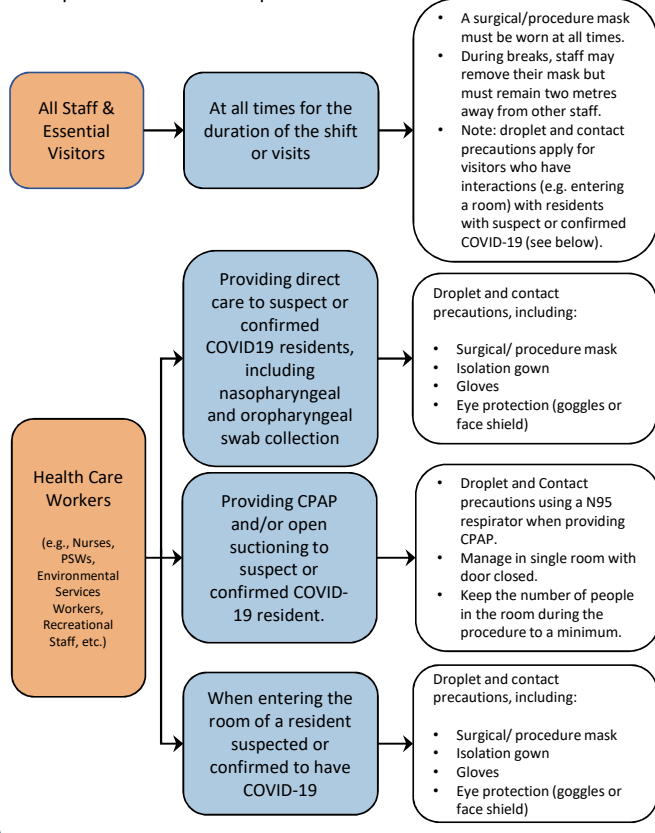 All Staff &
Essential
Visitors
At all times for the
duration of the shift
or visits
• A surgical/procedure mask
must be worn at all times.
• During breaks, staff may
remove their mask but
must remain two metres
away from other staff.
• Note: droplet and contact
precautions apply for
visitors who have
interactions (e.g. entering
a room) with residents
with suspect or confirmed
COVID-19 (see below).
Health Care
Workers
(e.g., Nurses,
PSWs,
Environmental
Services
Workers,
Recreational
Staff, etc.)
Providing direct
care to suspect or
confirmed
COVID19 residents,
including
nasopharyngeal
and oropharyngeal
swab collection
Droplet and contact
precautions, including:
• Surgical/ procedure mask
• Isolation gown
• Gloves
• Eye protection (goggles or
face shield)
Providing CPAP
and/or open
suctioning to
suspect or
confirmed COVID-
19 resident.
• Droplet and Contact
precautions using a N95
respirator when providing
CPAP.
• Manage in single room with
door closed.
• Keep the number of people
in the room during the
procedure to a minimum.
When entering the
room of a resident
suspected or
confirmed to have
COVID-19
Droplet and contact
precautions, including:
• Surgical/ procedure mask
• Isolation gown
• Gloves
• Eye protection (goggles or
face shield)